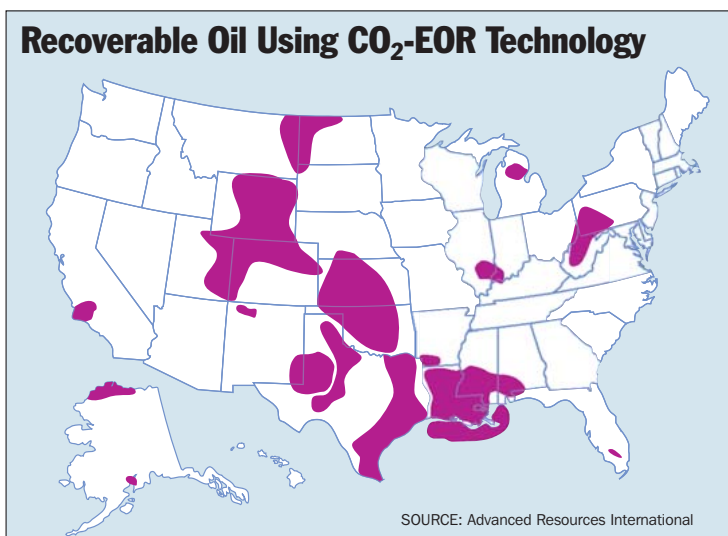 Recoverable Oil Using CO₂-EOR Technology
SOURCE: Advanced Resources International